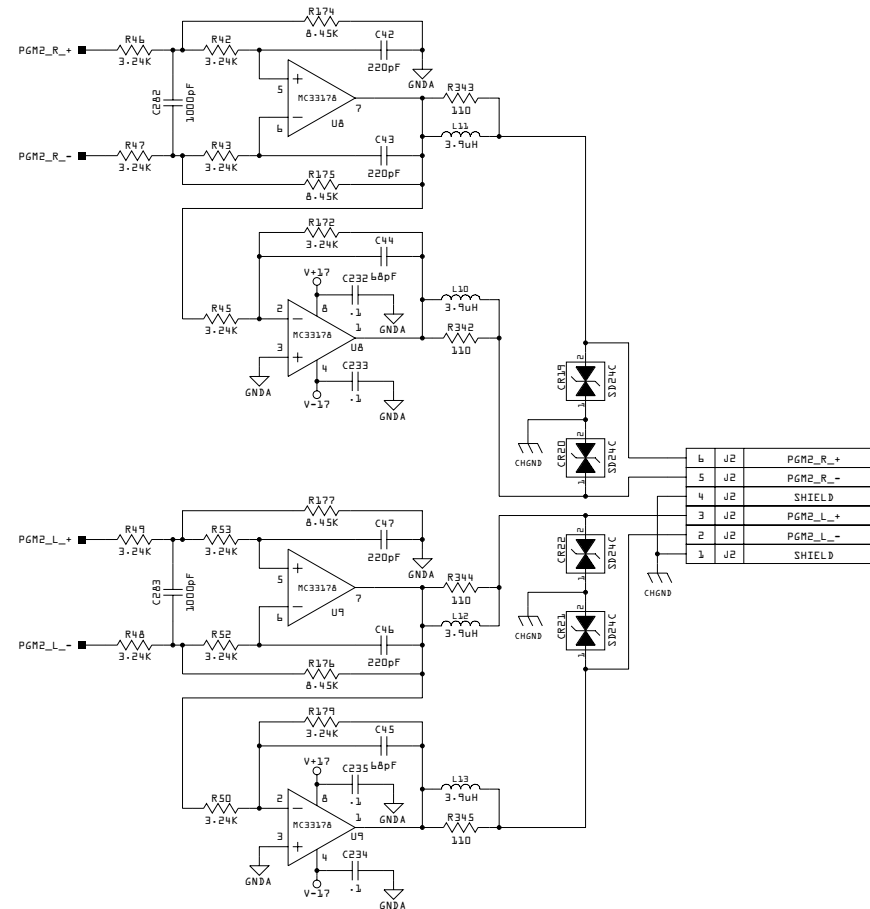 R174
8.45K
C42
220pF
GNDA
PGM2_R_+
R46
3.24K
R42
3.24K
C282
1000pF
5
6
7
MC33178
U8
R343
110
L11
3.9uH
PGM2_R_-
R47
3.24K
R43
3.24K
C43
220pF
R175
8.45K
R172
3.24K
C44
68pF
V+17
C232
.1
GNDA
R45
3.24K
2
3
8
1
4
MC33178
U8
L10
3.9uH
R342
110
GNDA
C233
.1
V-17
GNDA
2
CR19
SD24C
1
CHGND
2
CR20
SD24C
1
6 J2 PGM2_R_+
5 J2 PGM2_R_-
4 J2 SHIELD
3 J2 PGM2_L_+
2 J2 PGM2_L_-
1 J2 SHIELD
CHGND
R177
8.45K
C47
220pF
GNDA
PGM2_L_+
R49
3.24K
R53
3.24K
C283
1000pF
5
6
7
MC33178
U9
R344
110
L12
3.9uH
2
CR22
SD24C
1
CHGND
2
CR21
SD24C
1
PGM2_L_-
R48
3.24K
R52
3.24K
C46
220pF
R176
8.45K
R179
3.24K
C45
68pF
V+17
C235
.1
GNDA
R50
3.24K
2
3
8
1
4
MC33178
U9
L13
3.9uH
R345
110
GNDA
C234
.1
V-17
GNDA